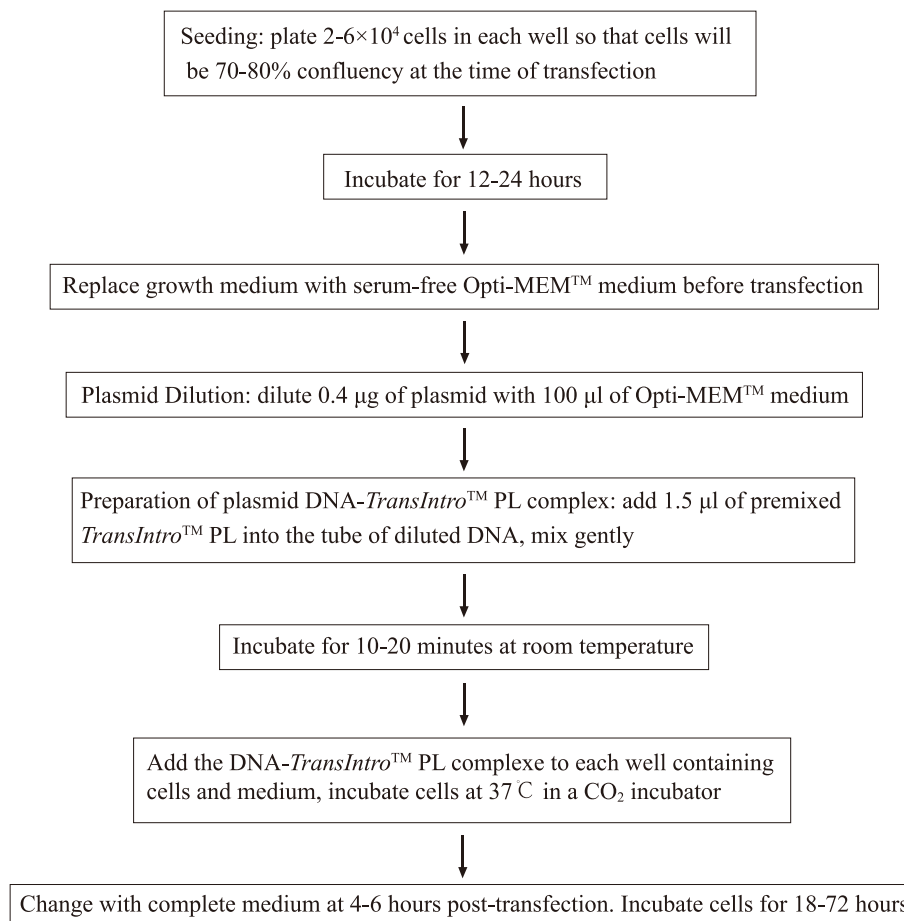 Seeding: plate 2-6×10⁴ cells in each well so that cells will
be 70-80% confluency at the time of transfection
Incubate for 12-24 hours
Replace growth medium with serum-free Opti-MEM™ medium before transfection
Plasmid Dilution: dilute 0.4 μg of plasmid with 100 μl of Opti-MEM™ medium
Preparation of plasmid DNA-TransIntro™ PL complex: add 1.5 μl of premixed
TransIntro™ PL into the tube of diluted DNA, mix gently
Incubate for 10-20 minutes at room temperature
Add the DNA-TransIntro™ PL complexe to each well containing
cells and medium, incubate cells at 37℃ in a CO₂ incubator
Change with complete medium at 4-6 hours post-transfection. Incubate cells for 18-72 hours